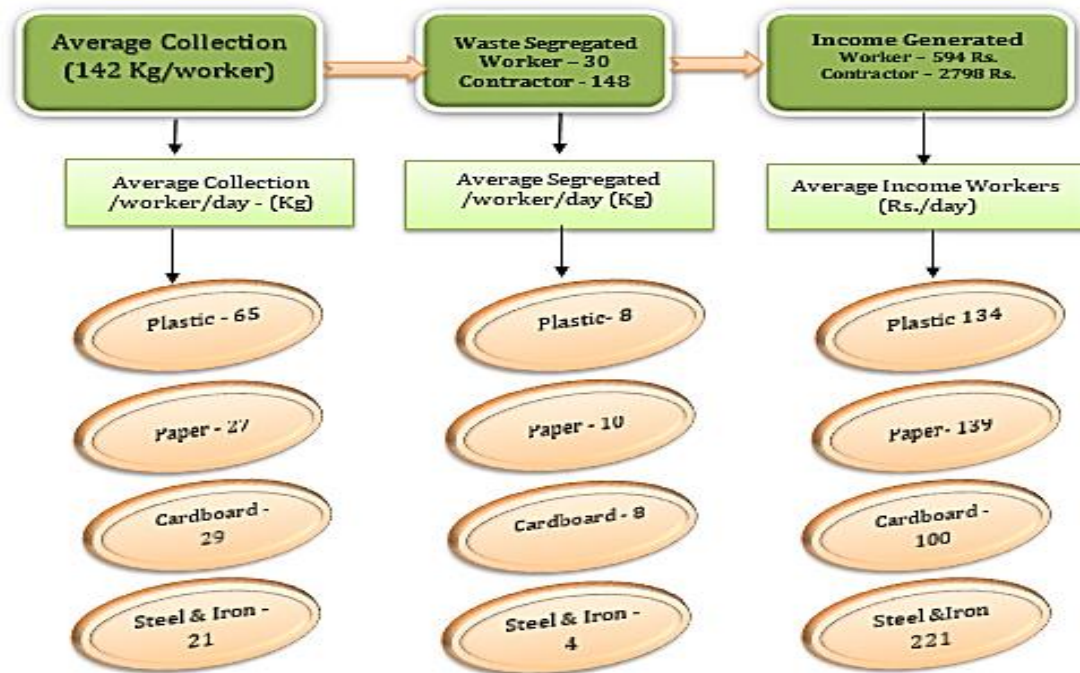 Average Collection
(142 Kg/worker)
Waste Segregated
Worker – 30
Contractor - 148
Income Generated
Worker – 594 Rs.
Contractor – 2798 Rs.
Average Collection
/worker/day - (Kg)
Average Segregated
/worker/day (Kg)
Average Income Workers
(Rs./day)
Plastic - 65
Plastic- 8
Plastic 134
Paper - 27
Paper - 10
Paper- 139
Cardboard -
29
Cardboard - 8
Cardboard -
100
Steel & Iron -
21
Steel & Iron -
4
Steel &Iron
221